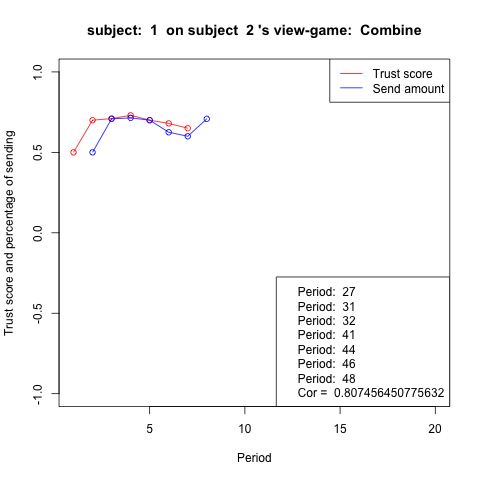 subject:  1  on subject  2 's view-game:  Combine
Trust score
Send amount
Trust score and percentage of sending
1.0
0.5
0.0
-0.5
-1.0
Period:  27
Period:  31
Period:  32
Period:  41
Period:  44
Period:  46
Period:  48
Cor =  0.807456450775632
5
10
15
20
Period